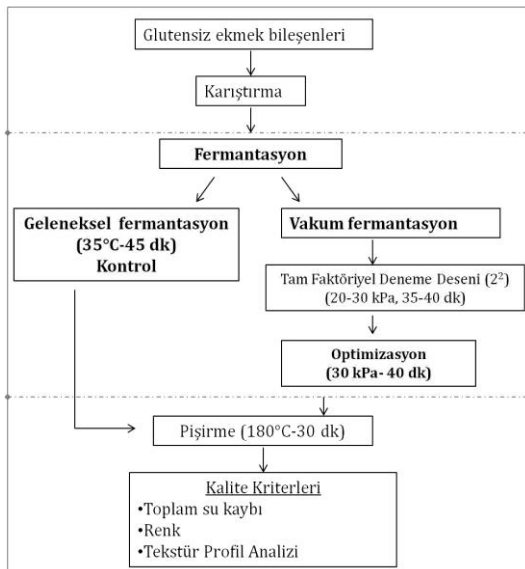 Glutensiz ekmek bileşenleri
Karıştırma
Fermantasyon
Geleneksel fermantasyon
(35°C-45 dk)
Kontrol
Vakum fermantasyon
Tam Faktöriyel Deneme Deseni (2²)
(20-30 kPa, 35-40 dk)
Optimizasyon
(30 kPa- 40 dk)
Pişirme (180°C-30 dk)
Kalite Kriterleri
•Toplam su kaybı
•Renk
•Tekstür Profil Analizi